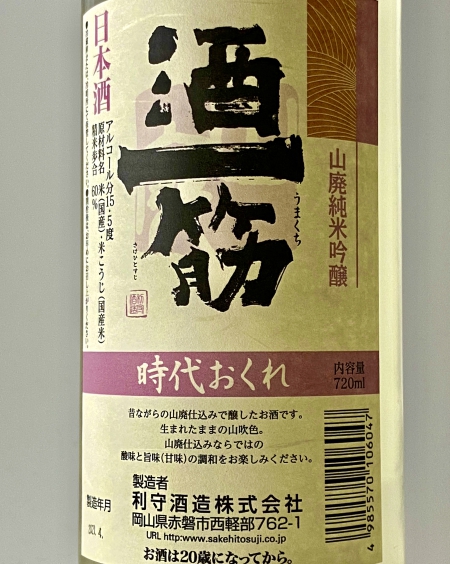 酒一筋
うまくち
さけひとすじ
山廃純米吟醸
日本酒
アルコール分15.5度
原材料名 米(国産)・米こうじ(国産米)
精米歩合 60%
時代おくれ
内容量
720ml
昔ながらの山廃仕込みで醸したお酒です。
生まれたままの山吹色。
山廃仕込みならではの
酸味と旨味(甘味)の調和をお楽しみください。
製造者
利守酒造株式会社
岡山県赤磐市西軽部762-1
URL http:www.sakehitosuji.co.jp
お酒は20歳になってから。
製造年月
4 985570 106047